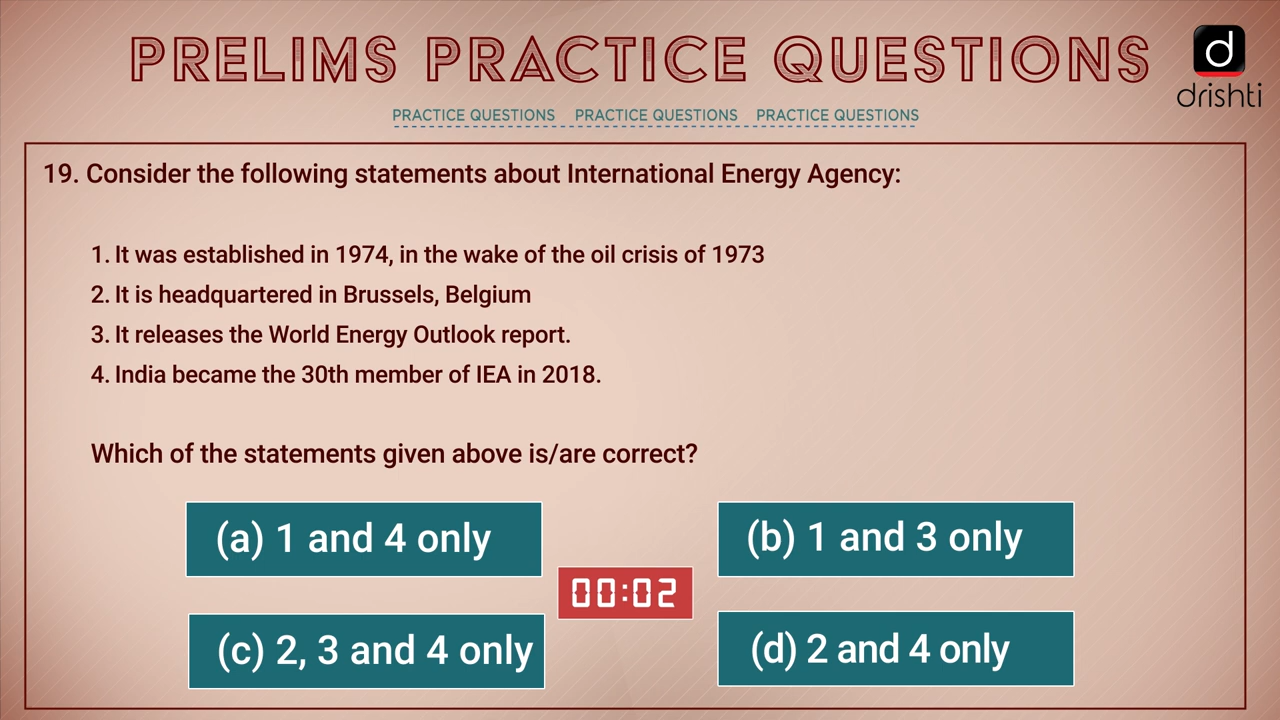 PRELIMS PRACTICE QUESTIONS
d
drishti
PRACTICE QUESTIONS PRACTICE QUESTIONS PRACTICE QUESTIONS
19. Consider the following statements about International Energy Agency:
1. It was established in 1974, in the wake of the oil crisis of 1973
2. It is headquartered in Brussels, Belgium
3. It releases the World Energy Outlook report.
4. India became the 30th member of IEA in 2018.
Which of the statements given above is/are correct?
(a) 1 and 4 only
(b) 1 and 3 only
00:02
(c) 2, 3 and 4 only
(d) 2 and 4 only